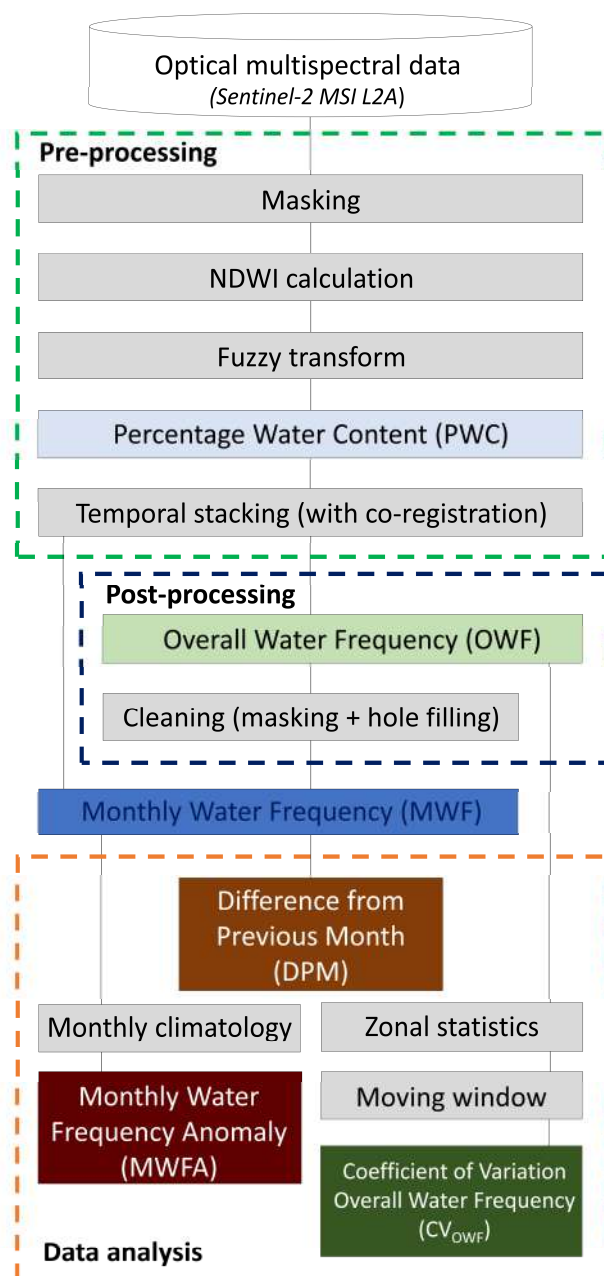 Optical multispectral data
(Sentinel-2 MSI L2A)
Pre-processing
Masking
NDWI calculation
Fuzzy transform
Percentage Water Content (PWC)
Temporal stacking (with co-registration)
Post-processing
Overall Water Frequency (OWF)
Cleaning (masking + hole filling)
Monthly Water Frequency (MWF)
Difference from
Previous Month
(DPM)
Monthly climatology
Zonal statistics
Monthly Water
Frequency Anomaly
(MWFA)
Moving window
Coefficient of Variation
Overall Water Frequency
(CVOWF)
Data analysis